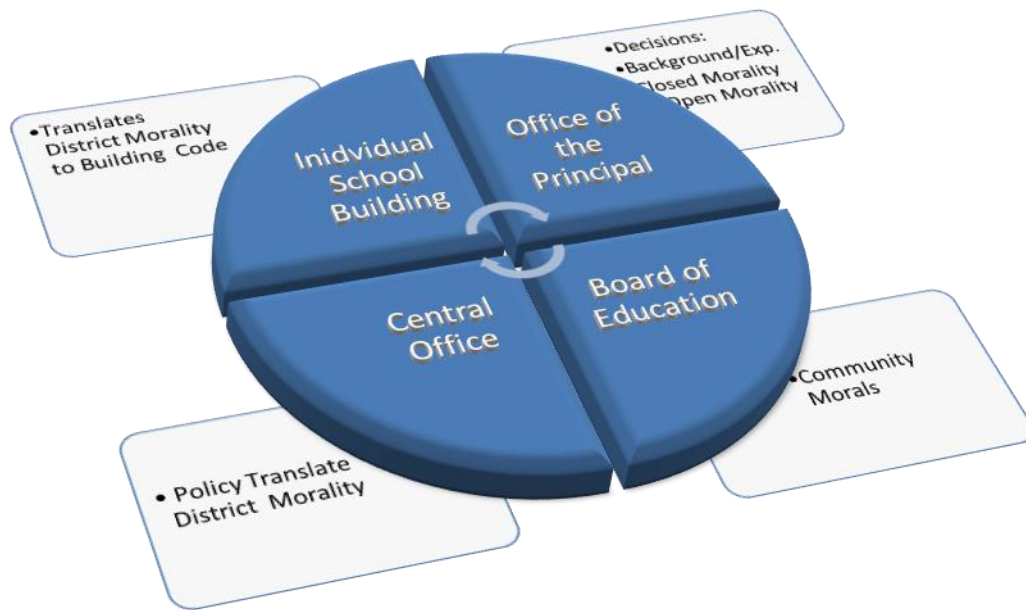 •Translates
District Morality
to Building Code
Inidvidual
School
Building
•Decisions:
•Background/Exp.
Closed Morality
Open Morality
Office of
the
Principal
Central
Office
• Policy Translate
District Morality
Board of
Education
•Community
Morals